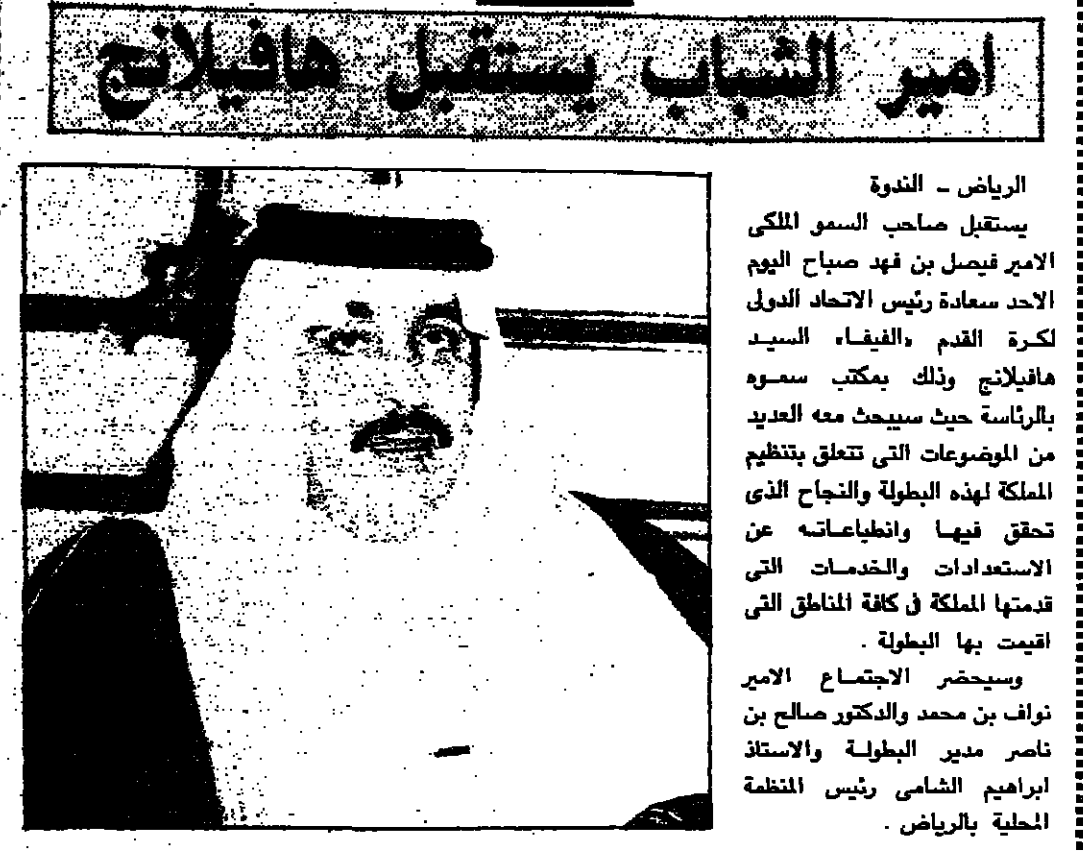 امير الشباب يستقبل هافيلانج
الرياض - الندوة
يستقبل صاحب السمو الملكى
الامير فيصل بن فهد صباح اليوم
الاحد سعادة رئيس الاتحاد الدولى
لكرة القدم «الفيفا» السيد
هافيلانج وذلك بمكتب سموه
بالرئاسة حيث سيبحث معه العديد
من الموضوعات التى تتعلق بتنظيم
المملكة لهذه البطولة والنجاح الذى
تحقق فيها وانطباعاته عن
الاستعدادات والخدمات التى
قدمتها المملكة فى كافة المناطق التى
اقيمت بها البطولة .
وسيحضر الاجتماع الامير
نواف بن محمد والدكتور صالح بن
ناصر مدير البطولة والاستاذ
ابراهيم الشامى رئيس المنظمة
المحلية بالرياض .